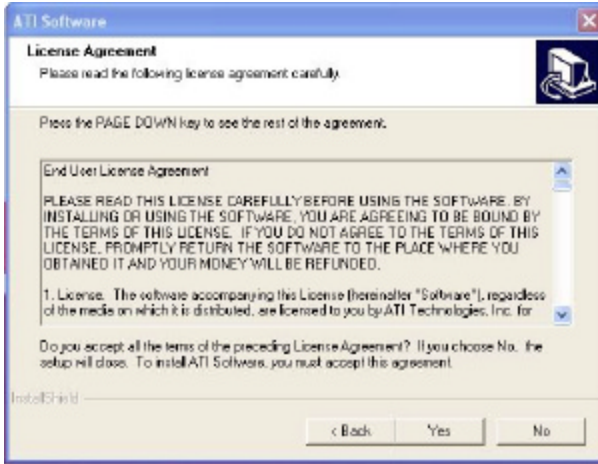 ATI Software
License Agreement
Please read the following license agreement carefully.
Press the PAGE DOWN key to see the rest of the agreement.
End User License Agreement
PLEASE READ THIS LICENSE CAREFULLY BEFORE USING THE SOFTWARE. BY
INSTALLING OR USING THE SOFTWARE, YOU ARE AGREEING TO BE BOUND BY
THE TERMS OF THIS LICENSE. IF YOU DO NOT AGREE TO THE TERMS OF THIS
LICENSE, PROMPTLY RETURN THE SOFTWARE TO THE PLACE WHERE YOU
OBTAINED IT AND YOUR MONEY WILL BE REFUNDED.
1. License. The software accompanying this License (hereinafter "Software"), regardless
of the media on which it is distributed, are licensed to you by ATI Technologies, Inc. for
Do you accept all the terms of the preceding License Agreement? If you choose No, the
setup will close. To install ATI Software, you must accept this agreement.
InstallShield
< Back
Yes
No